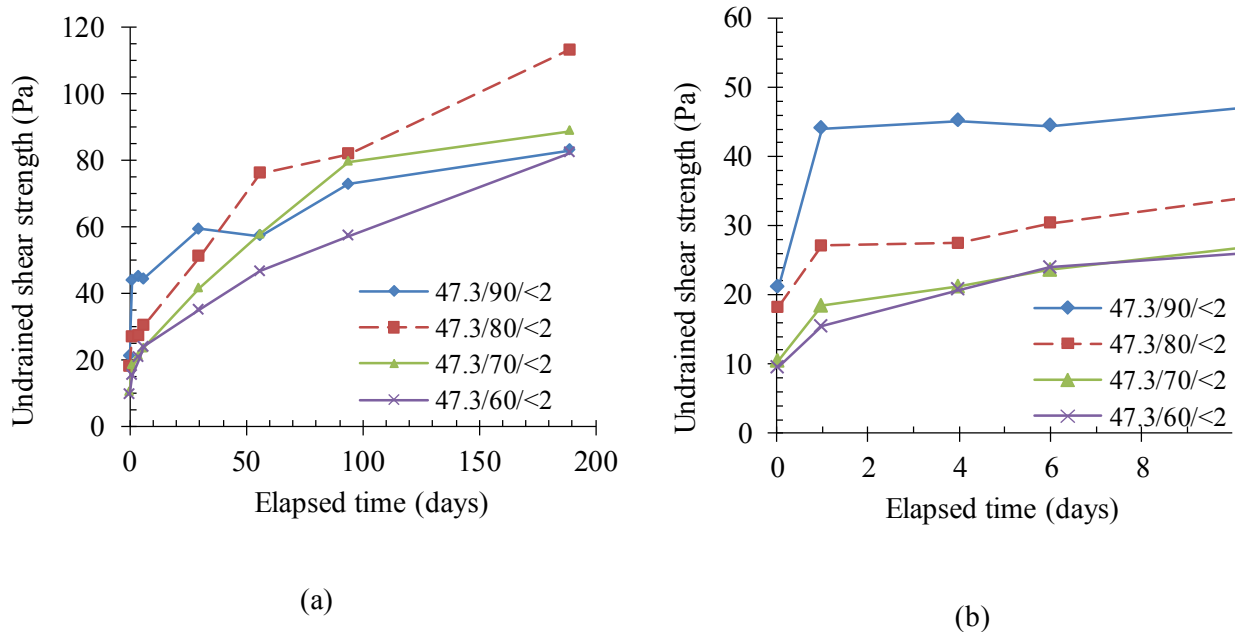 Undrained shear strength (Pa)
120
100
80
60
40
20
0
0 50 100 150 200
Elapsed time (days)
47.3/90/<2
47.3/80/<2
47.3/70/<2
47.3/60/<2
(a)
Undrained shear strength (Pa)
60
50
40
30
20
10
0
0 2 4 6 8
Elapsed time (days)
47.3/90/<2
47.3/80/<2
47.3/70/<2
47.3/60/<2
(b)